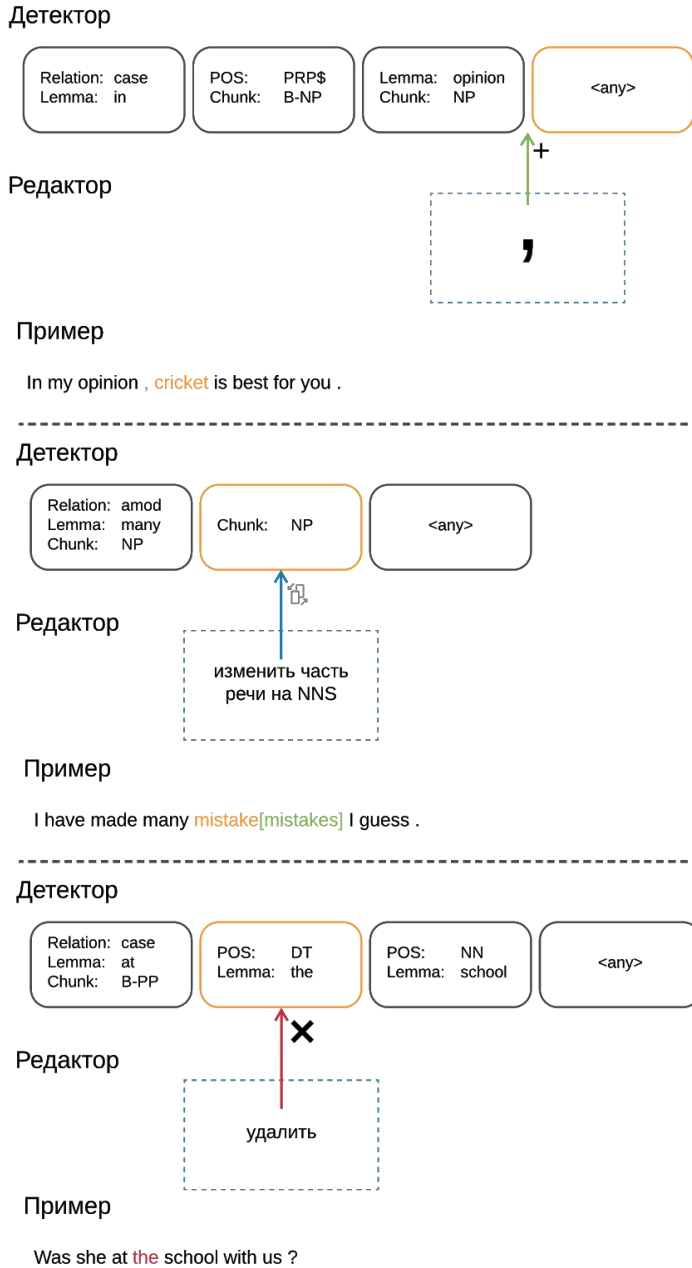 Детектор
Relation: case
Lemma: in
POS: PRP$
Chunk: B-NP
Lemma: opinion
Chunk: NP
<any>
+
Редактор
,
Пример
In my opinion , cricket is best for you .
Детектор
Relation: amod
Lemma: many
Chunk: NP
Chunk: NP
<any>
Редактор
изменить часть
речи на NNS
Пример
I have made many mistake[mistakes] I guess .
Детектор
Relation: case
Lemma: at
Chunk: B-PP
POS: DT
Lemma: the
POS: NN
Lemma: school
<any>
Редактор
удалить
Пример
Was she at the school with us ?